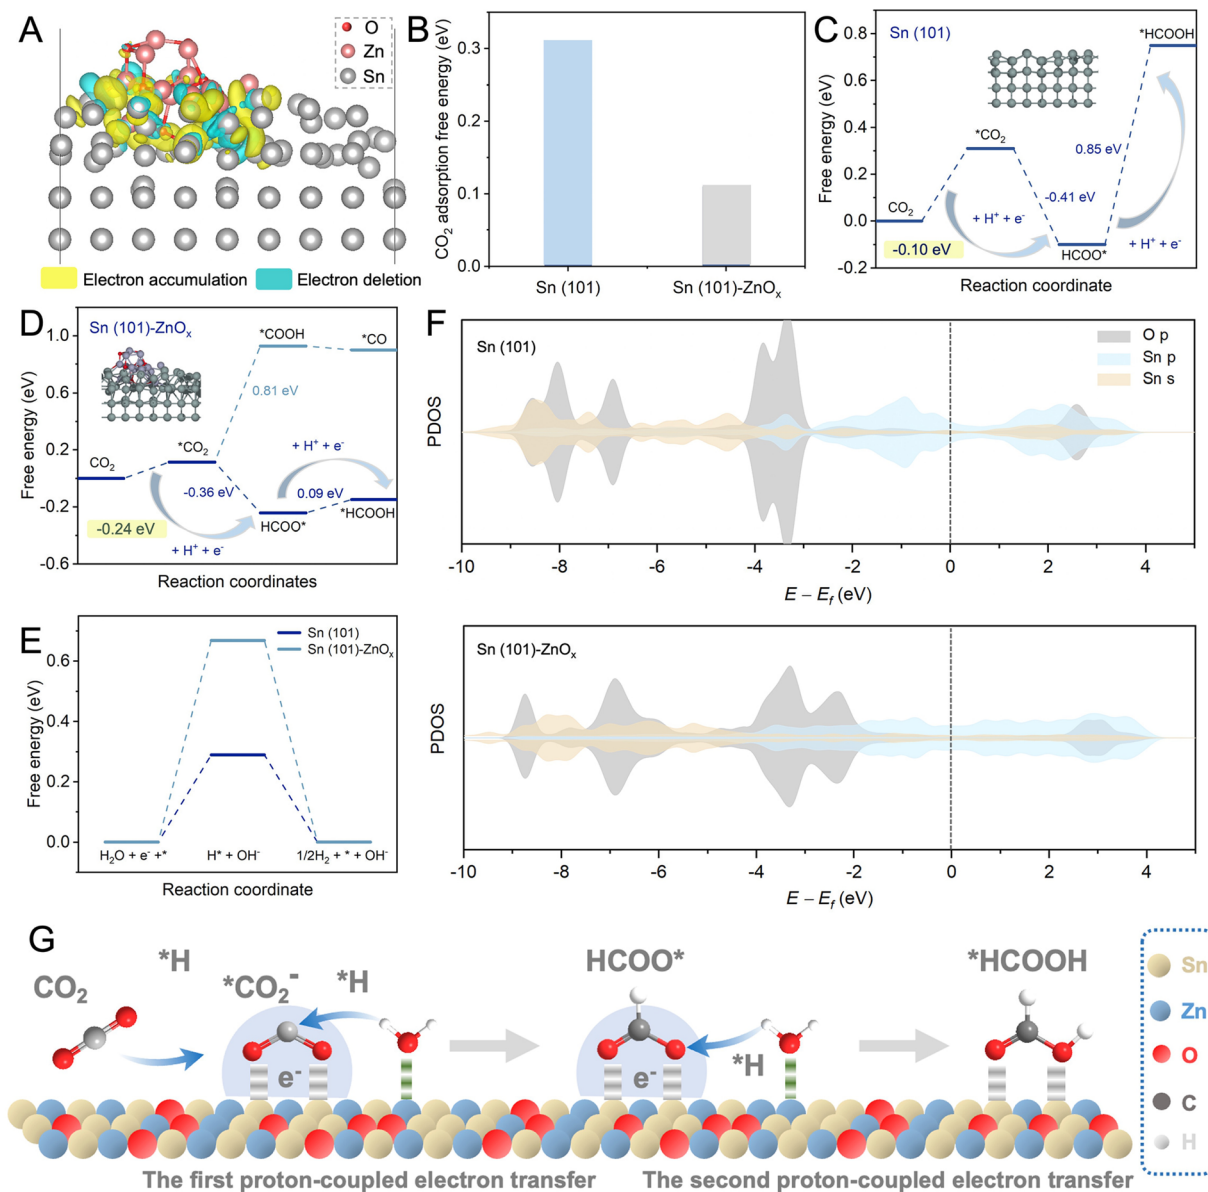 A
O
Zn
Sn
Electron accumulation
Electron deletion
B
CO₂ adsorption free energy (eV)
0.3
0.2
0.1
0.0
Sn (101)
Sn (101)-ZnOₓ
C
Sn (101)
Free energy (eV)
0.8
0.6
0.4
0.2
0.0
-0.2
*HCOOH
*CO₂
0.85 eV
-0.41 eV
CO₂
+ H⁺ + e⁻
-0.10 eV
HCOO*
+ H⁺ + e⁻
Reaction coordinate
D
Sn (101)-ZnOₓ
Free energy (eV)
1.0
0.6
0.2
-0.2
-0.6
*COOH
*CO
0.81 eV
*CO₂
CO₂
+ H⁺ + e⁻
-0.36 eV
0.09 eV
-0.24 eV
HCOO*
*HCOOH
+ H⁺ + e⁻
Reaction coordinates
E
Sn (101)
Sn (101)-ZnOₓ
Free energy (eV)
0.6
0.4
0.2
0.0
H₂O + e⁻ +*
H* + OH⁻
1/2H₂ + * + OH⁻
Reaction coordinate
F
Sn (101)
O p
Sn p
Sn s
PDOS
-10 -8 -6 -4 -2 0 2 4
E – E_f (eV)
Sn (101)-ZnOₓ
PDOS
-10 -8 -6 -4 -2 0 2 4
E – E_f (eV)
G
*H
CO₂
*CO₂⁻
*H
e⁻
HCOO*
*H
e⁻
*HCOOH
Sn
Zn
O
C
H
The first proton-coupled electron transfer
The second proton-coupled electron transfer